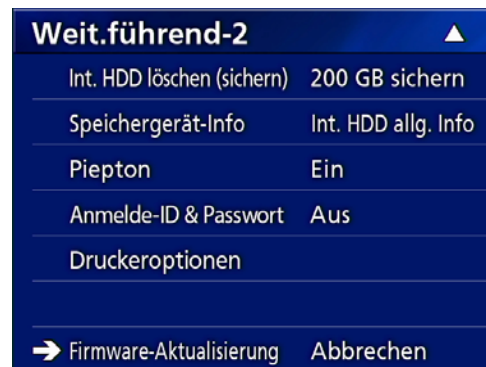 Weit.führend-2
Int. HDD löschen (sichern) 200 GB sichern
Speichergerät-Info Int. HDD allg. Info
Piepton Ein
Anmelde-ID & Passwort Aus
Druckeroptionen
Firmware-Aktualisierung Abbrechen